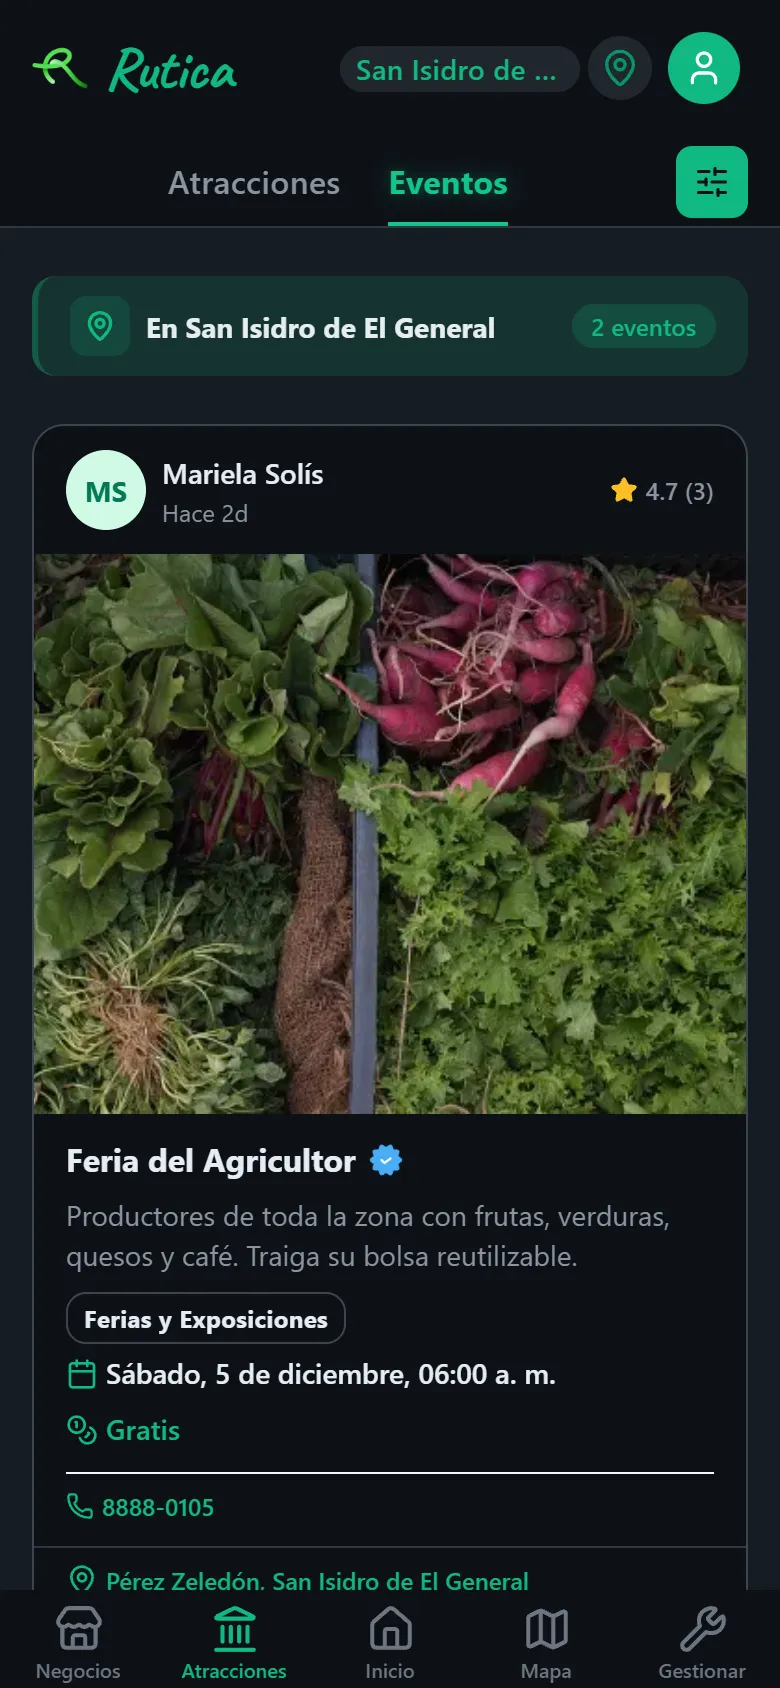 Rutica
San Isidro de ...
Atracciones
Eventos
En San Isidro de El General
2 eventos
MS
Mariela Solís
Hace 2d
4.7 (3)
Feria del Agricultor
Productores de toda la zona con frutas, verduras,
quesos y café. Traiga su bolsa reutilizable.
Ferias y Exposiciones
Sábado, 5 de diciembre, 06:00 a. m.
Gratis
8888-0105
Pérez Zeledón, San Isidro de El General
Negocios
Atracciones
Inicio
Mapa
Gestionar